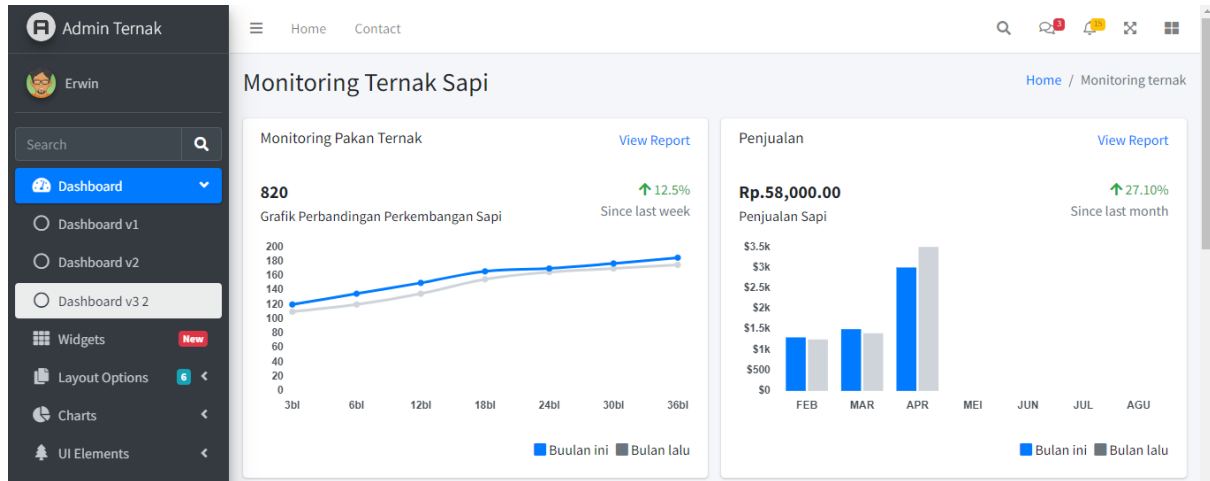 Admin Ternak
Erwin
Search
Dashboard
Dashboard v1
Dashboard v2
Dashboard v3 2
Widgets New
Layout Options 6
Charts
UI Elements
Home Contact
3 15
Monitoring Ternak Sapi
Home / Monitoring ternak
Monitoring Pakan Ternak View Report
820 12.5%
Grafik Perbandingan Perkembangan Sapi Since last week
200
180
160
140
120
100
80
60
40
20
0
3bl 6bl 12bl 18bl 24bl 30bl 36bl
Buulan ini Bulan lalu
Penjualan View Report
Rp.58,000.00 27.10%
Penjualan Sapi Since last month
$3.5k
$3k
$2.5k
$2k
$1.5k
$1k
$500
$0
FEB MAR APR MEI JUN JUL AGU
Bulan ini Bulan lalu